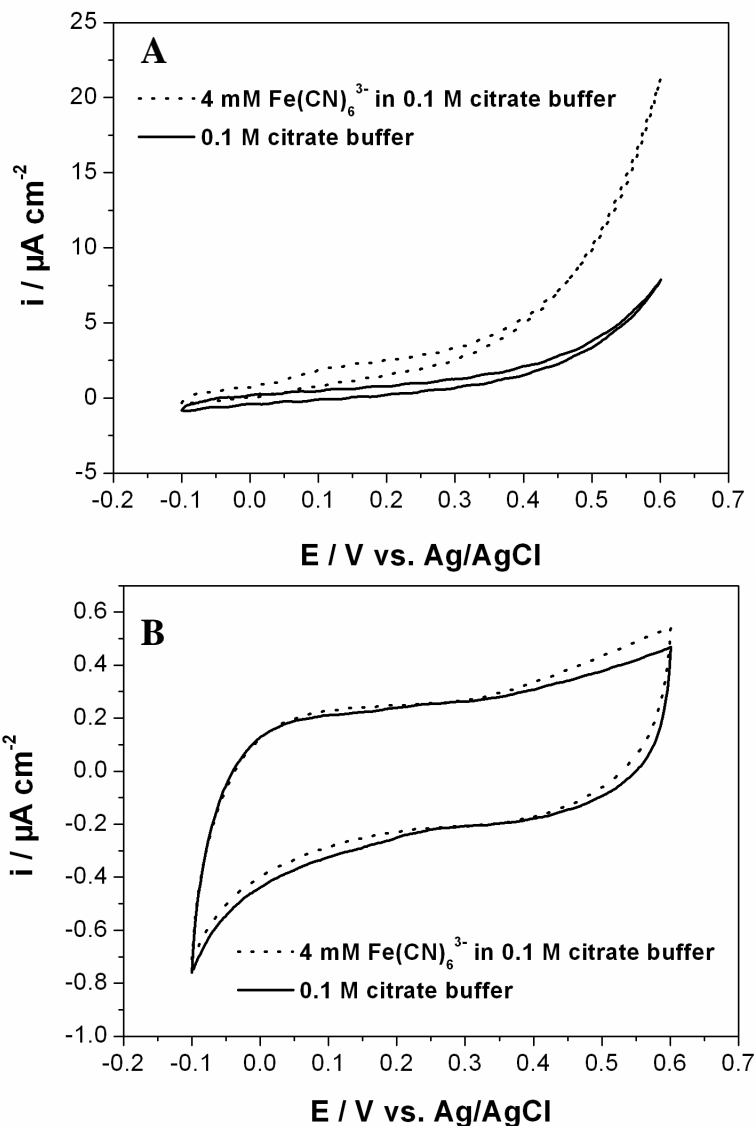 A
4 mM Fe(CN)₆³⁻ in 0.1 M citrate buffer
0.1 M citrate buffer
25
20
15
10
5
0
-5
i / µA cm⁻²
-0.2 -0.1 0.0 0.1 0.2 0.3 0.4 0.5 0.6 0.7
E / V vs. Ag/AgCl
B
0.6
0.4
0.2
0.0
-0.2
-0.4
-0.6
-0.8
-1.0
i / µA cm⁻²
4 mM Fe(CN)₆³⁻ in 0.1 M citrate buffer
0.1 M citrate buffer
-0.2 -0.1 0.0 0.1 0.2 0.3 0.4 0.5 0.6 0.7
E / V vs. Ag/AgCl